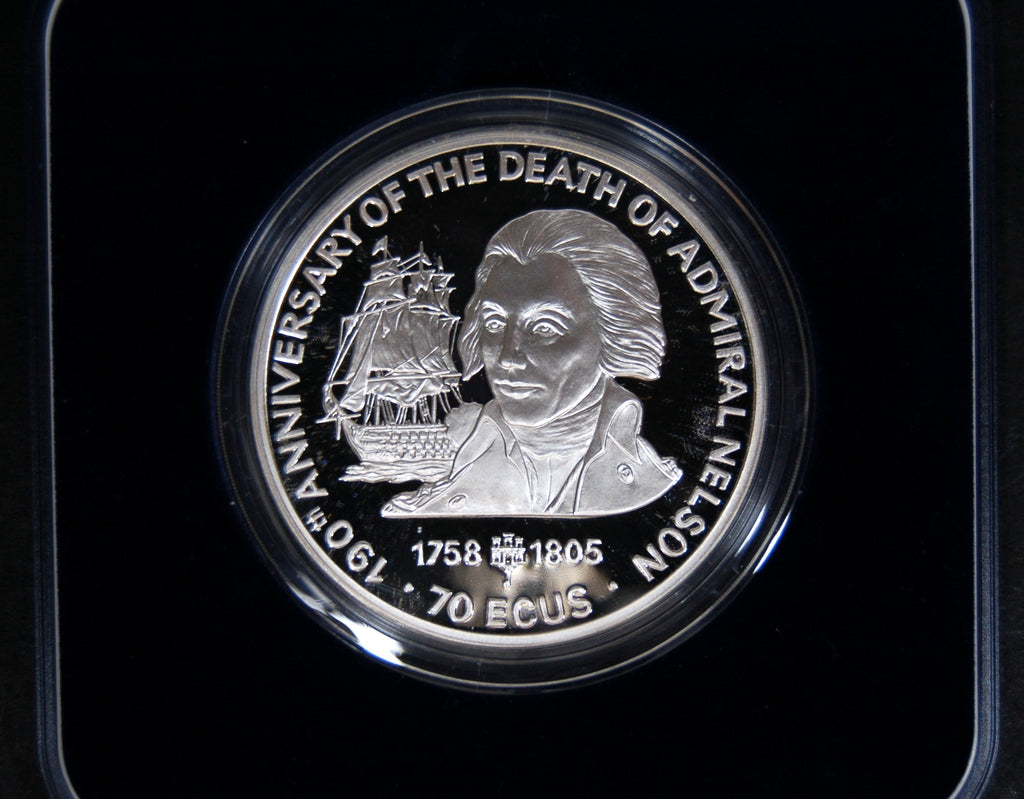 190th ANNIVERSARY OF THE DEATH OF ADMIRAL NELSON
1758 1805
· 70 ECUS ·